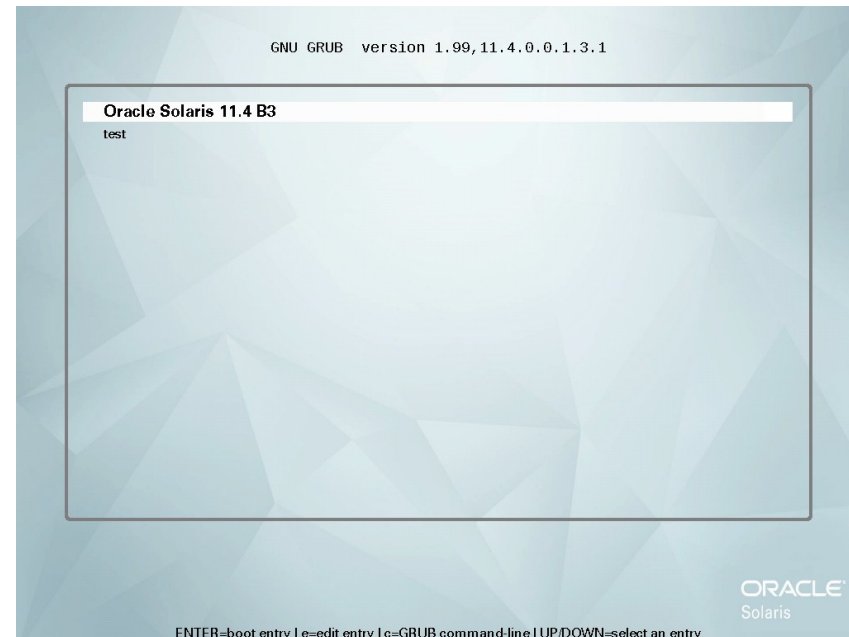 GNU GRUB version 1.99,11.4.0.0.1.3.1
Oracle Solaris 11.4 B3
test
ORACLE
Solaris
ENTER=boot entry | e=edit entry | c=GRUB command-line | UP/DOWN=select an entry